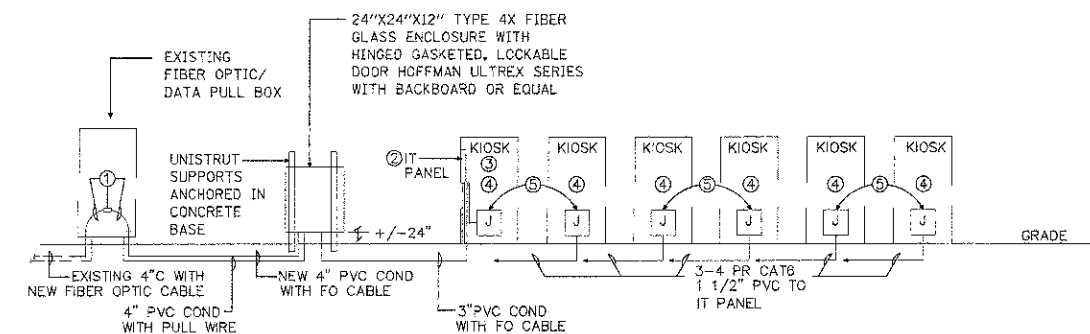 24"X24"X12" TYPE 4X FIBER
GLASS ENCLOSURE WITH
HINGED GASKETED, LOCKABLE
DOOR HOFFMAN ULTREX SERIES
WITH BACKBOARD OR EQUAL
EXISTING
FIBER OPTIC/
DATA PULL BOX
UNISTRUT
SUPPORTS
ANCHORED IN
CONCRETE
BASE
② IT
PANEL
KIOSK
KIOSK
KIOSK
KIOSK
KIOSK
KIOSK
①
③
④
⑤
④
④
⑤
④
④
⑤
④
J
J
J
J
J
J
+/-24"
GRADE
EXISTING 4"C WITH
NEW FIBER OPTIC CABLE
4" PVC COND
WITH PULL WIRE
NEW 4" PVC COND
WITH FO CABLE
3"PVC COND
WITH FO CABLE
3-4 PR CAT6
1 1/2" PVC TO
IT PANEL